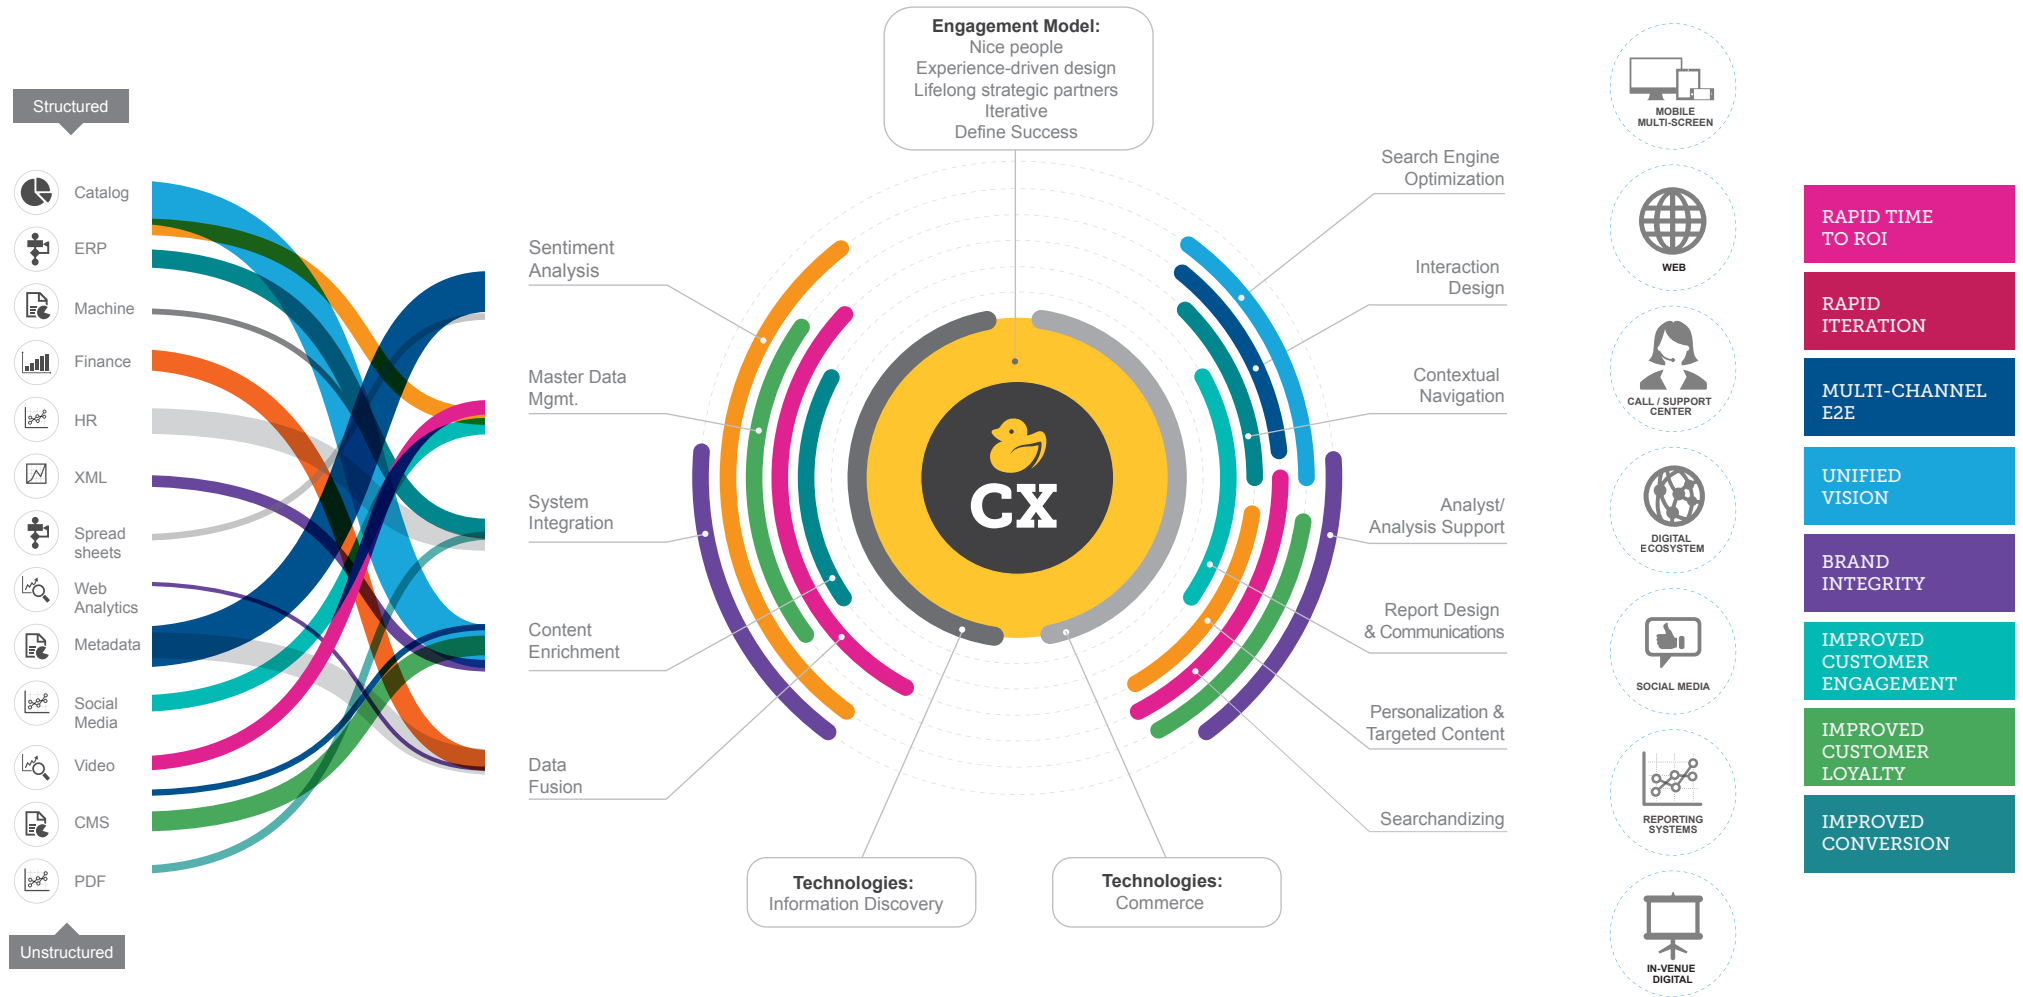 Structured
Catalog
ERP
Machine
Finance
HR
XML
Spread
sheets
Web
Analytics
Metadata
Social
Media
Video
CMS
PDF
Unstructured
Engagement Model:
Nice people
Experience-driven design
Lifelong strategic partners
Iterative
Define Success
Sentiment
Analysis
Master Data
Mgmt.
System
Integration
Content
Enrichment
Data
Fusion
CX
Technologies:
Information Discovery
Technologies:
Commerce
Search Engine
Optimization
Interaction
Design
Contextual
Navigation
Analyst/
Analysis Support
Report Design
& Communications
Personalization &
Targeted Content
Searchandizing
MOBILE
MULTI-SCREEN
WEB
CALL / SUPPORT
CENTER
DIGITAL
ECOSYSTEM
SOCIAL MEDIA
REPORTING
SYSTEMS
IN-VENUE
DIGITAL
RAPID TIME
TO ROI
RAPID
ITERATION
MULTI-CHANNEL
E2E
UNIFIED
VISION
BRAND
INTEGRITY
IMPROVED
CUSTOMER
ENGAGEMENT
IMPROVED
CUSTOMER
LOYALTY
IMPROVED
CONVERSION